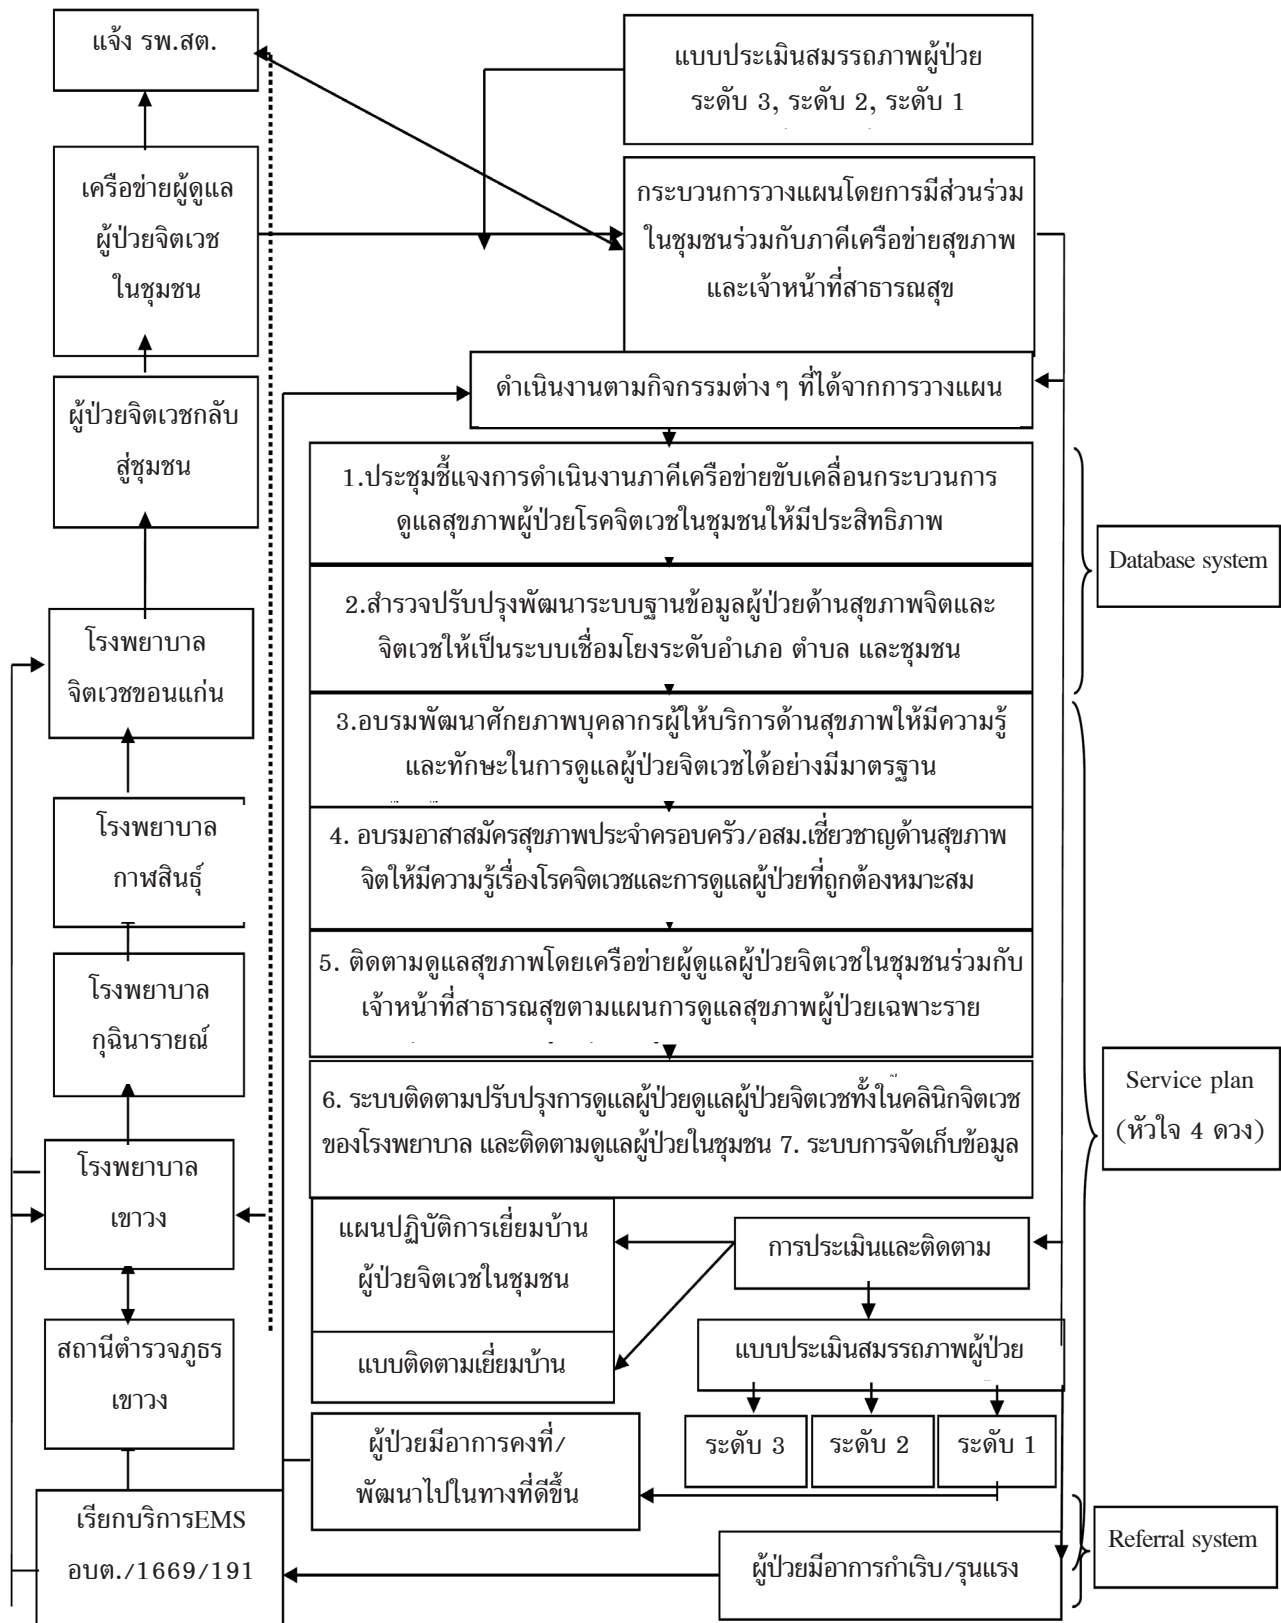 แจ้ง รพ.สต.
แบบประเมินสมรรถภาพผู้ป่วย
ระดับ 3, ระดับ 2, ระดับ 1
เครือข่ายผู้ดูแล
ผู้ป่วยจิตเวช
ในชุมชน
กระบวนการวางแผนโดยการมีส่วนร่วม
ในชุมชนร่วมกับภาคีเครือข่ายสุขภาพ
และเจ้าหน้าที่สาธารณสุข
ดำเนินงานตามกิจกรรมต่าง ๆ ที่ได้จากการวางแผน
ผู้ป่วยจิตเวชกลับ
สู่ชุมชน
1.ประชุมชี้แจงการดำเนินงานภาคีเครือข่ายขับเคลื่อนกระบวนการ
ดูแลสุขภาพผู้ป่วยโรคจิตเวชในชุมชนให้มีประสิทธิภาพ
Database system
2.สำรวจปรับปรุงพัฒนาระบบฐานข้อมูลผู้ป่วยด้านสุขภาพจิตและ
จิตเวชให้เป็นระบบเชื่อมโยงระดับอำเภอ ตำบล และชุมชน
โรงพยาบาล
จิตเวชขอนแก่น
3.อบรมพัฒนาศักยภาพบุคลากรผู้ให้บริการด้านสุขภาพให้มีความรู้
และทักษะในการดูแลผู้ป่วยจิตเวชได้อย่างมีมาตรฐาน
โรงพยาบาล
กาฬสินธุ์
4. อบรมอาสาสมัครสุขภาพประจำครอบครัว/อสม.เชี่ยวชาญด้านสุขภาพ
จิตให้มีความรู้เรื่องโรคจิตเวชและการดูแลผู้ป่วยที่ถูกต้องหมาะสม
โรงพยาบาล
กุฉินารายณ์
5. ติดตามดูแลสุขภาพโดยเครือข่ายผู้ดูแลผู้ป่วยจิตเวชในชุมชนร่วมกับ
เจ้าหน้าที่สาธารณสุขตามแผนการดูแลสุขภาพผู้ป่วยเฉพาะราย
Service plan
(หัวใจ 4 ดวง)
6. ระบบติดตามปรับปรุงการดูแลผู้ป่วยดูแลผู้ป่วยจิตเวชทั้งในคลินิกจิตเวช
ของโรงพยาบาล และติดตามดูแลผู้ป่วยในชุมชน 7. ระบบการจัดเก็บข้อมูล
โรงพยาบาล
เขาวง
แผนปฏิบัติการเยี่ยมบ้าน
ผู้ป่วยจิตเวชในชุมชน
การประเมินและติดตาม
สถานีตำรวจภูธร
เขาวง
แบบติดตามเยี่ยมบ้าน
แบบประเมินสมรรถภาพผู้ป่วย
ระดับ 3
ระดับ 2
ระดับ 1
ผู้ป่วยมีอาการคงที่/
พัฒนาไปในทางที่ดีขึ้น
เรียกบริการEMS
อบต./1669/191
ผู้ป่วยมีอาการกำเริบ/รุนแรง
Referral system